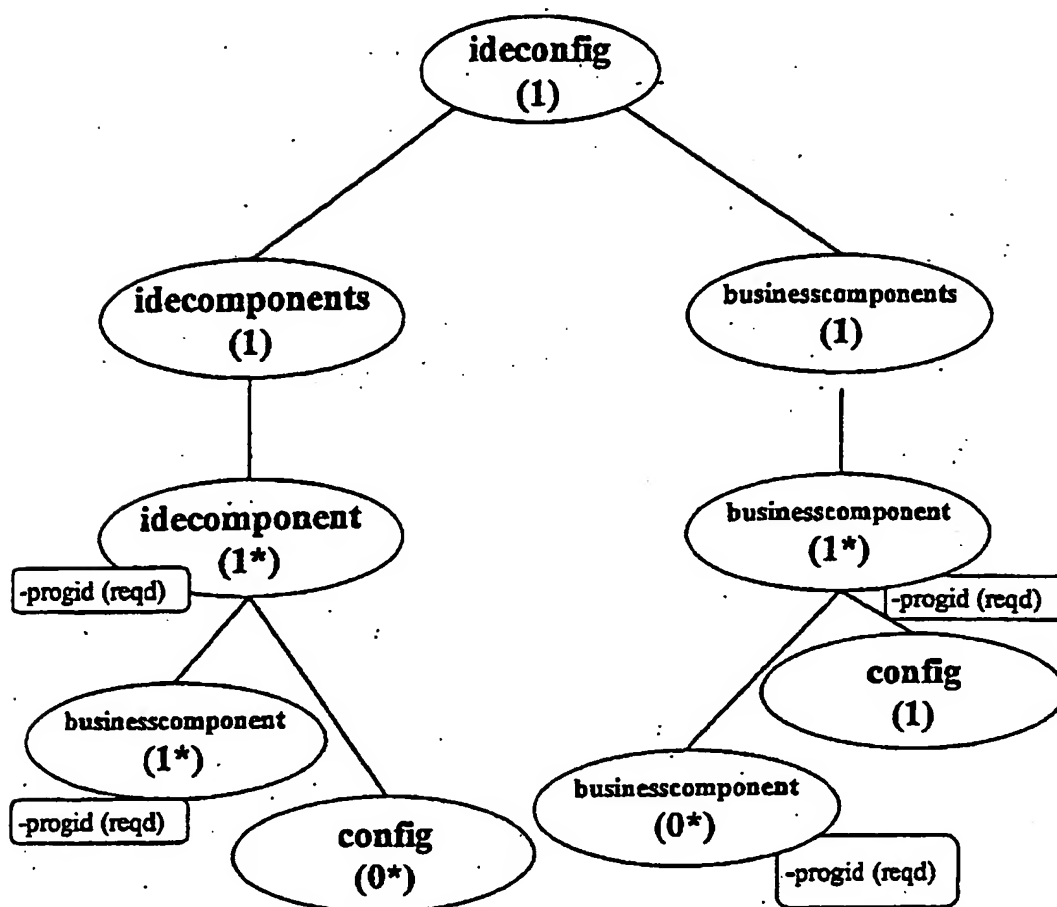 ideconfig
(1)
idecomponents
(1)
businesscomponents
(1)
idecomponent
(1*)
-progid (reqd)
businesscomponent
(1*)
-progid (reqd)
businesscomponent
(1*)
-progid (reqd)
config
(0*)
config
(1)
businesscomponent
(0*)
-progid (reqd)